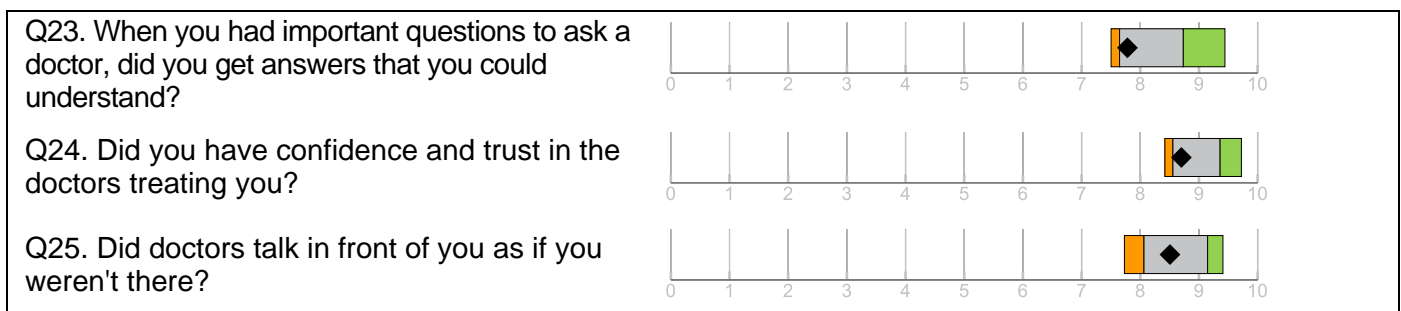 Q23. When you had important questions to ask a
doctor, did you get answers that you could
understand?
0 1 2 3 4 5 6 7 8 9 10
Q24. Did you have confidence and trust in the
doctors treating you?
0 1 2 3 4 5 6 7 8 9 10
Q25. Did doctors talk in front of you as if you
weren't there?
0 1 2 3 4 5 6 7 8 9 10